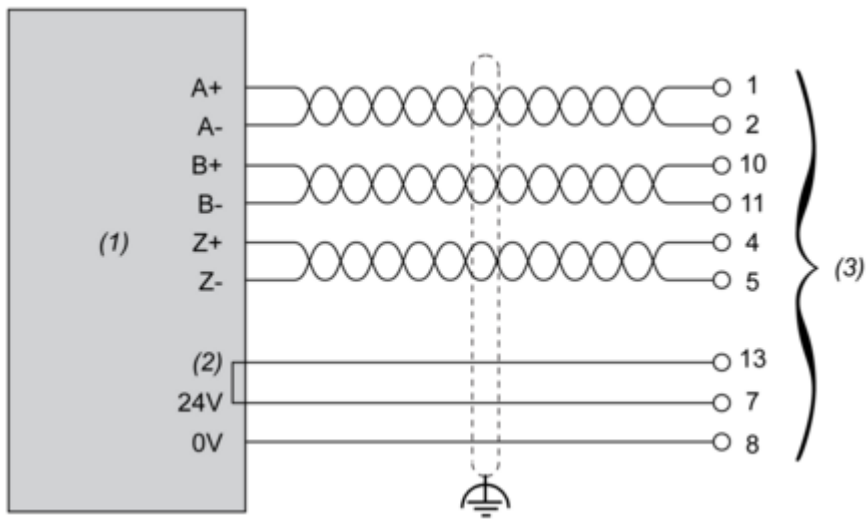 A+ 1
A- 2
B+ 10
B- 11
(1) Z+ 4
Z- 5
(3)
(2) 13
24V 7
0V 8